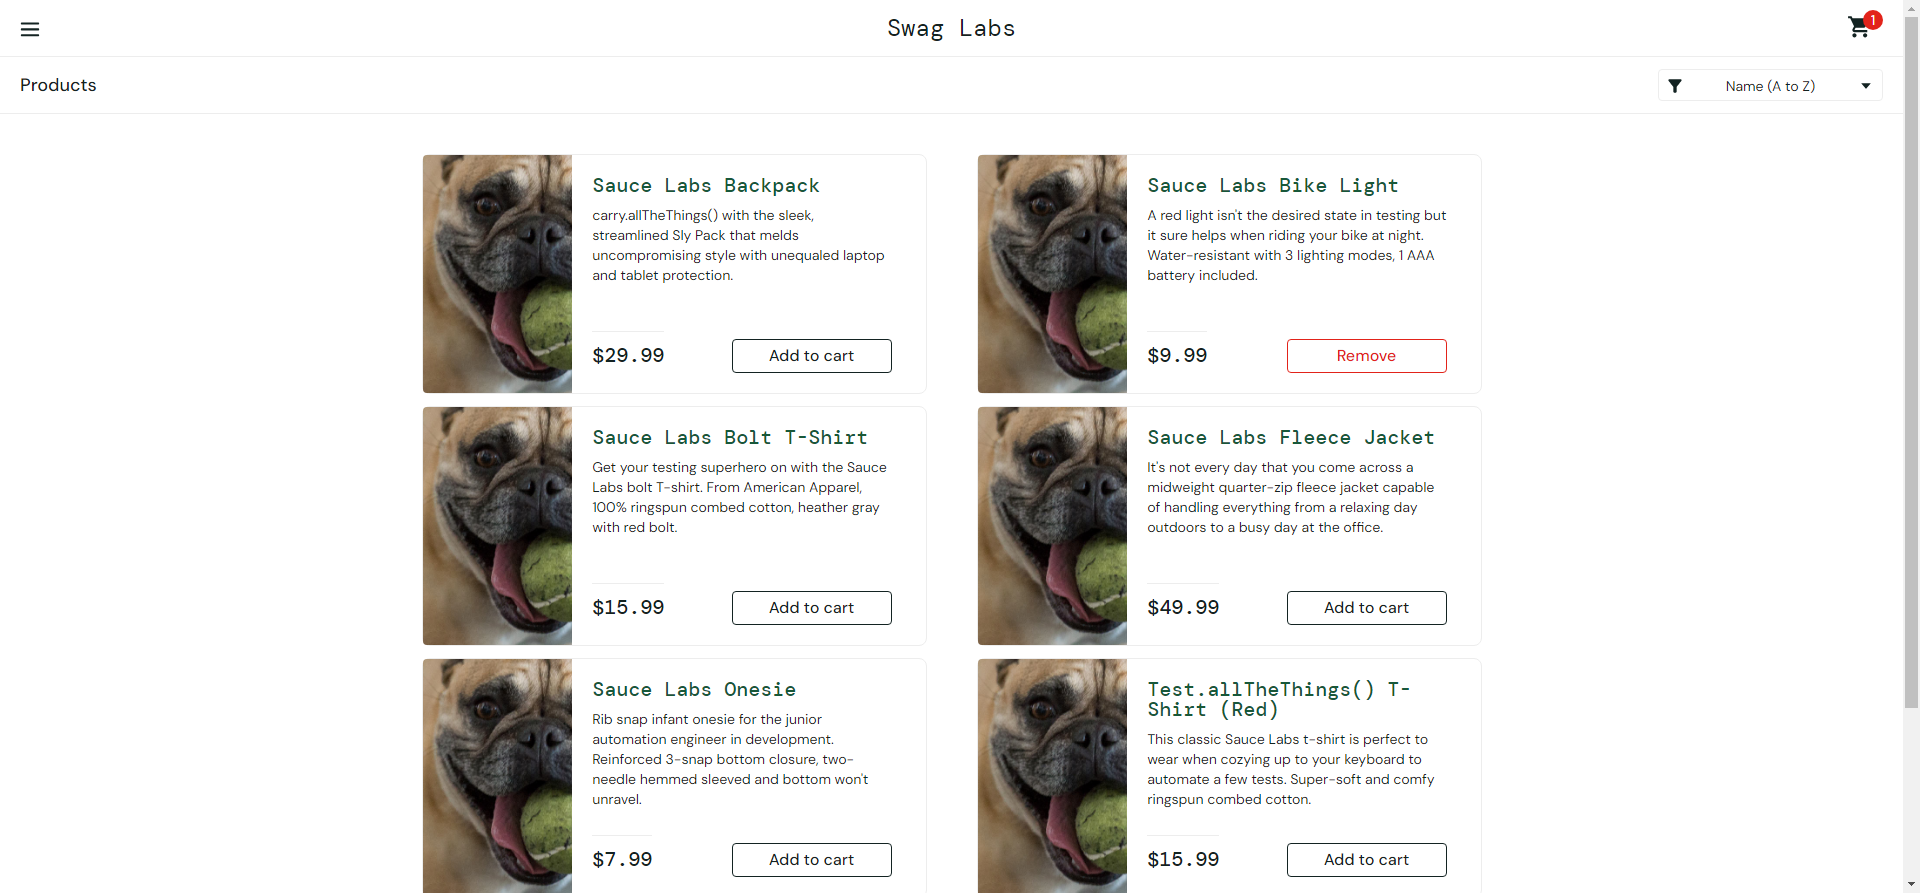 Swag Labs
1
Products
Name (A to Z)
Sauce Labs Backpack
carry.allTheThings() with the sleek,
streamlined Sly Pack that melds
uncompromising style with unequaled laptop
and tablet protection.
$29.99
Add to cart
Sauce Labs Bike Light
A red light isn't the desired state in testing but
it sure helps when riding your bike at night.
Water-resistant with 3 lighting modes, 1 AAA
battery included.
$9.99
Remove
Sauce Labs Bolt T-Shirt
Get your testing superhero on with the Sauce
Labs bolt T-shirt. From American Apparel,
100% ringspun combed cotton, heather gray
with red bolt.
$15.99
Add to cart
Sauce Labs Fleece Jacket
It's not every day that you come across a
midweight quarter-zip fleece jacket capable
of handling everything from a relaxing day
outdoors to a busy day at the office.
$49.99
Add to cart
Sauce Labs Onesie
Rib snap infant onesie for the junior
automation engineer in development.
Reinforced 3-snap bottom closure, two-
needle hemmed sleeved and bottom won't
unravel.
$7.99
Add to cart
Test.allTheThings() T-
Shirt (Red)
This classic Sauce Labs t-shirt is perfect to
wear when cozying up to your keyboard to
automate a few tests. Super-soft and comfy
ringspun combed cotton.
$15.99
Add to cart